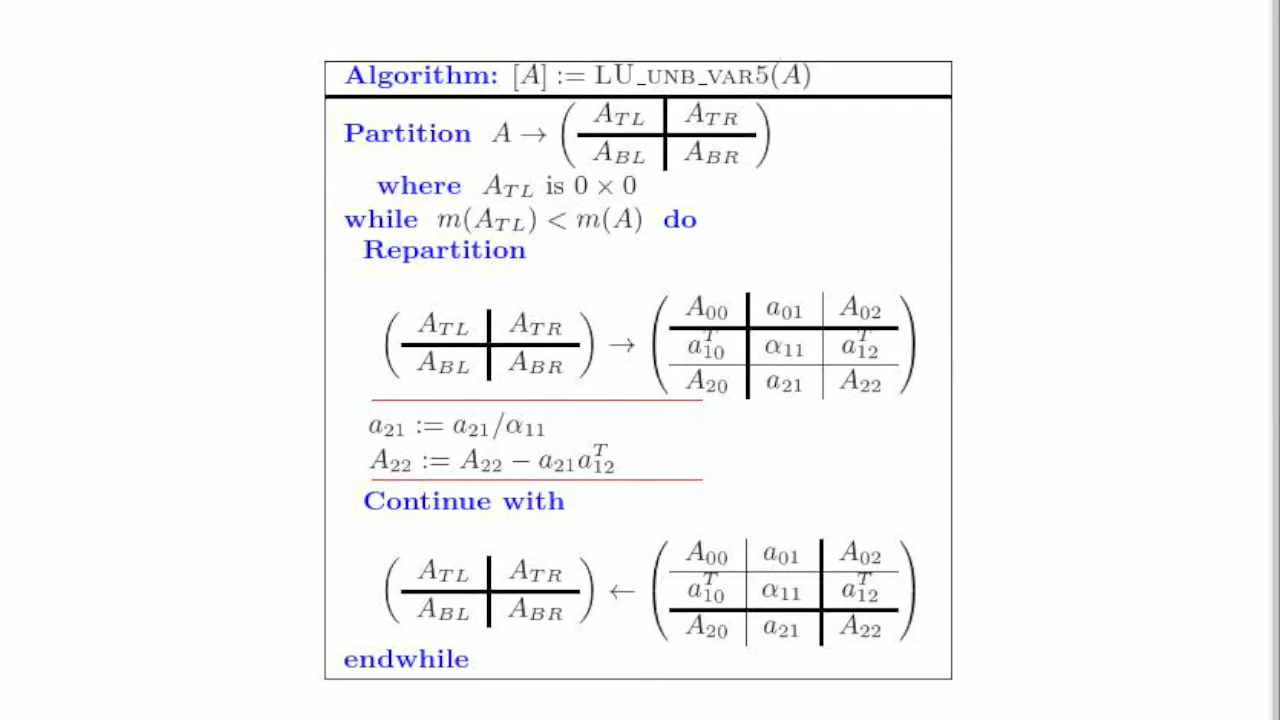 Algorithm: [A] := LU_UNB_VAR5(A)
Partition A → ( A_TL A_TR
A_BL A_BR )
where A_TL is 0 × 0
while m(A_TL) < m(A) do
Repartition
( A_TL A_TR
A_BL A_BR ) → ( A_00 a_01 A_02
a_10^T α_11 a_12^T
A_20 a_21 A_22 )
a_21 := a_21/α_11
A_22 := A_22 − a_21 a_12^T
Continue with
( A_TL A_TR
A_BL A_BR ) ← ( A_00 a_01 A_02
a_10^T α_11 a_12^T
A_20 a_21 A_22 )
endwhile